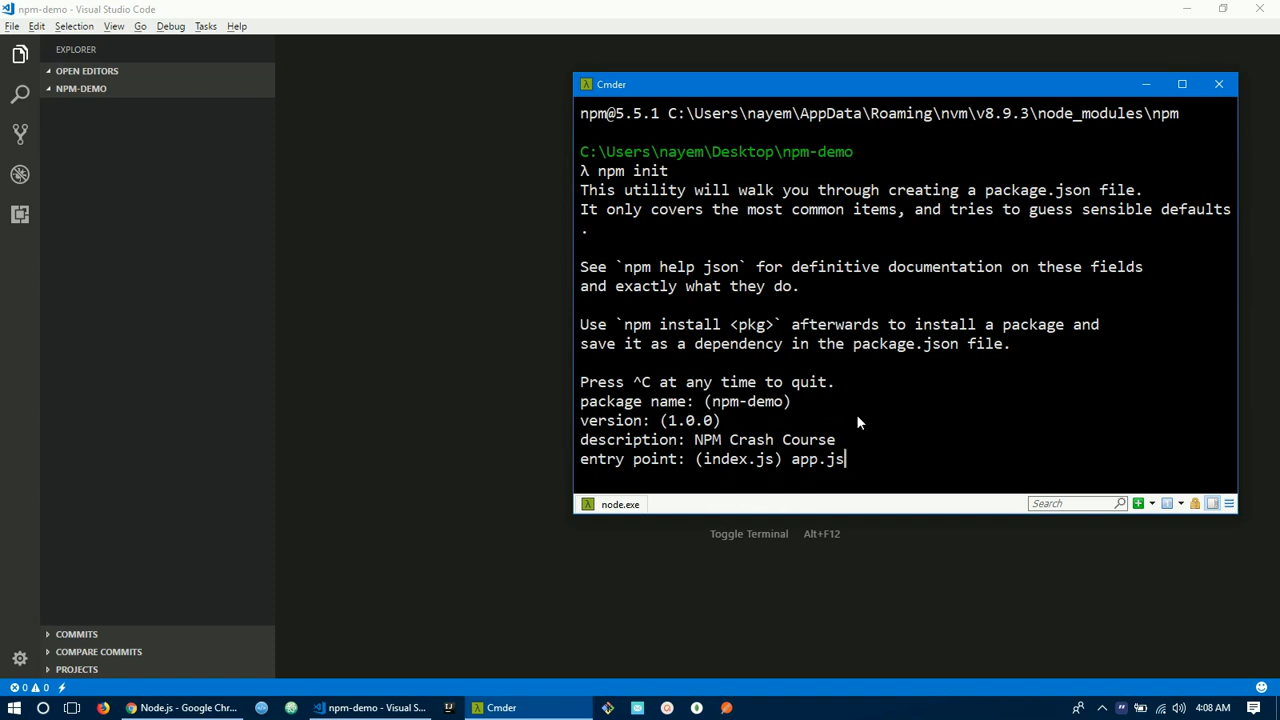 npm-demo - Visual Studio Code
File Edit Selection View Go Debug Tasks Help
EXPLORER
OPEN EDITORS
NPM-DEMO
Cmder
npm@5.5.1 C:\Users\nayem\AppData\Roaming\nvm\v8.9.3\node_modules\npm
C:\Users\nayem\Desktop\npm-demo
λ npm init
This utility will walk you through creating a package.json file.
It only covers the most common items, and tries to guess sensible defaults
.
See `npm help json` for definitive documentation on these fields
and exactly what they do.
Use `npm install <pkg>` afterwards to install a package and
save it as a dependency in the package.json file.
Press ^C at any time to quit.
package name: (npm-demo)
version: (1.0.0)
description: NPM Crash Course
entry point: (index.js) app.js
node.exe
Search
Toggle Terminal Alt+F12
COMMITS
COMPARE COMMITS
PROJECTS
0 0
Node.js - Google Chr...
npm-demo - Visual S...
Cmder
4:08 AM